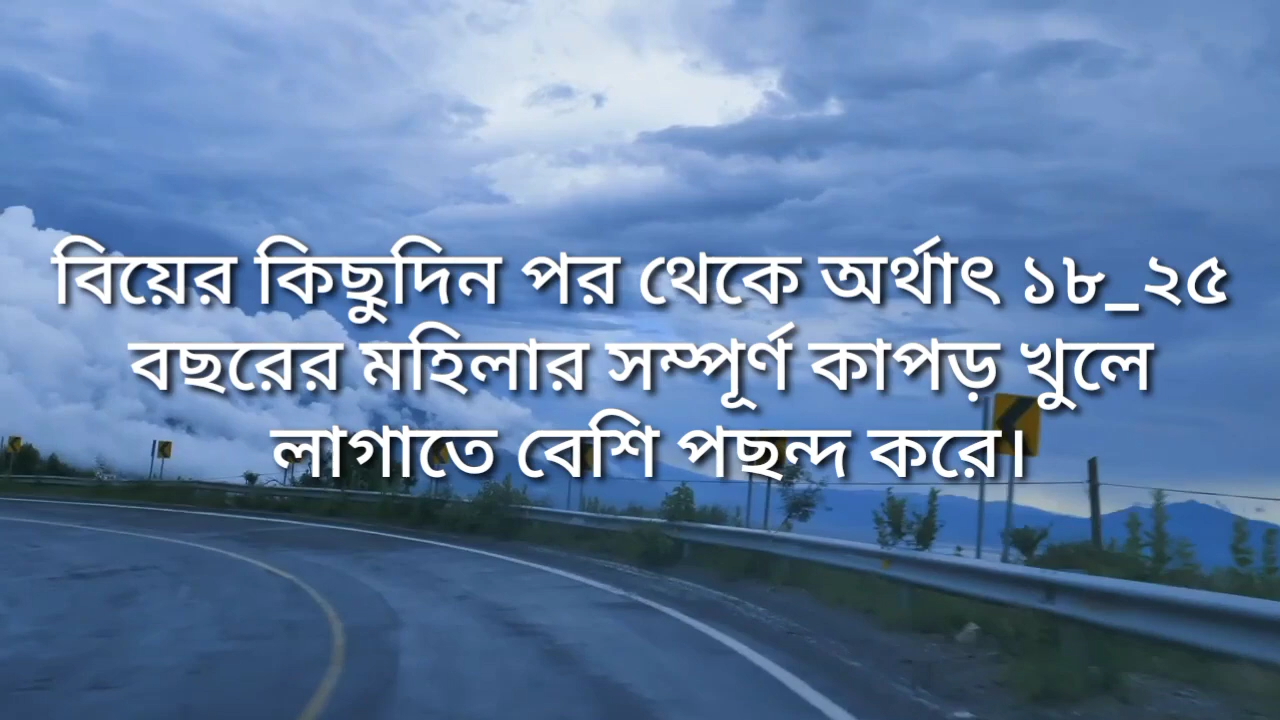 বিয়ের কিছুদিন পর থেকে অর্থাৎ ১৮_২৫
বছরের মহিলার সম্পূর্ণ কাপড় খুলে
লাগাতে বেশি পছন্দ করে।